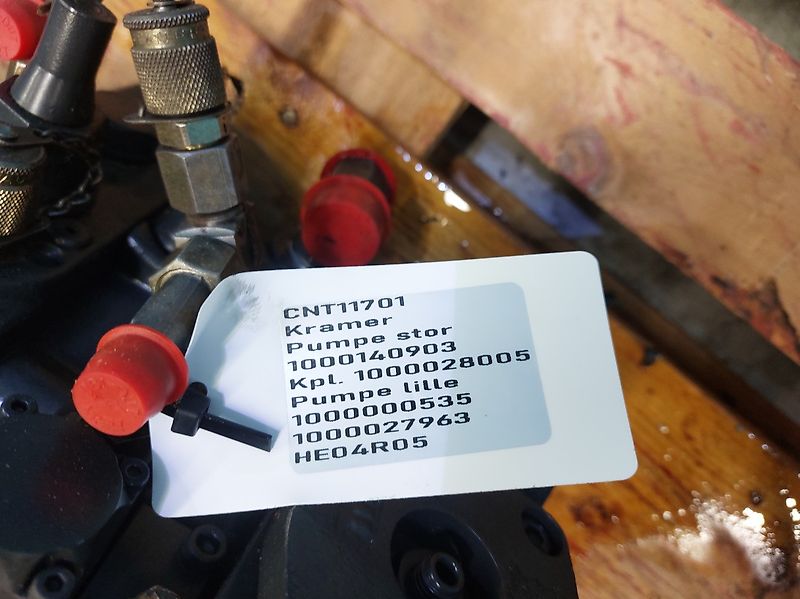 CNT11701
Kramer
Pumpe stor
1000140903
Kpl. 1000028005
Pumpe lille
1000000535
1000027963
HE04R05